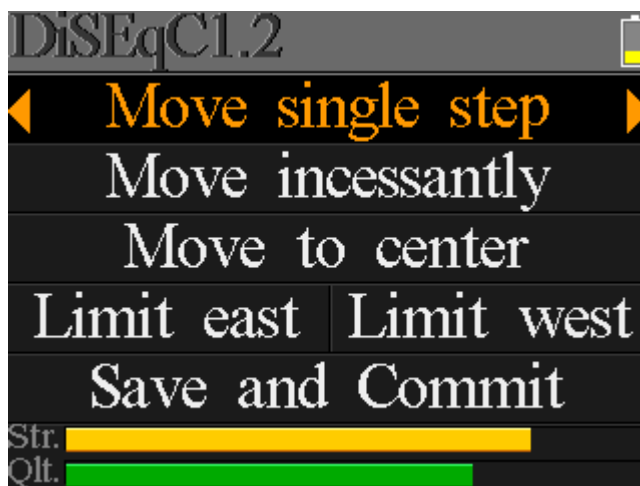 DiSEqC1.2
Move single step
Move incessantly
Move to center
Limit east Limit west
Save and Commit
Str.
Qlt.